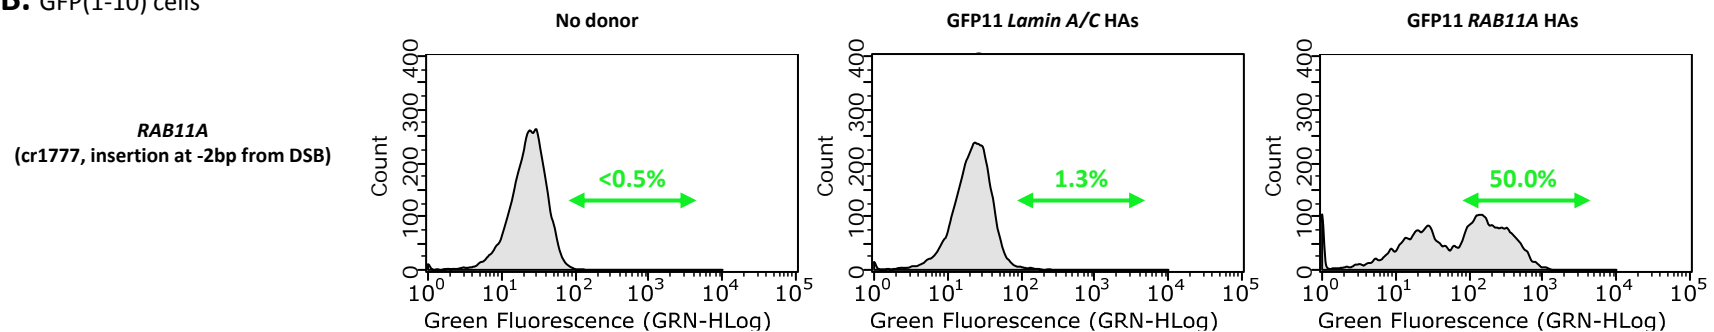 B. GFP(1-10) cells
No donor
GFP11 Lamin A/C HAs
GFP11 RAB11A HAs
RAB11A
(cr1777, insertion at -2bp from DSB)
Count
0 100 200 300 400
<0.5%
10^0 10^1 10^2 10^3 10^4 10^5
Green Fluorescence (GRN-HLog)
Count
0 100 200 300 400
1.3%
10^0 10^1 10^2 10^3 10^4 10^5
Green Fluorescence (GRN-HLog)
Count
0 100 200 300 400
50.0%
10^0 10^1 10^2 10^3 10^4 10^5
Green Fluorescence (GRN-HLog)